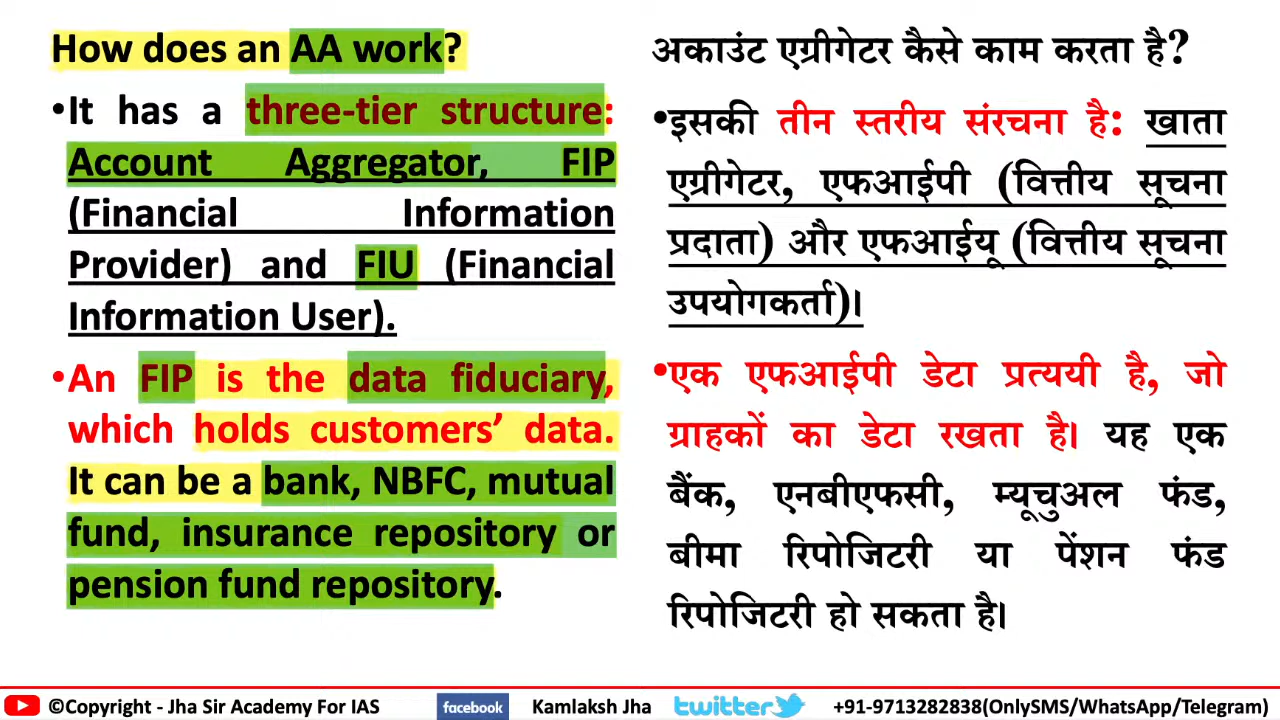 How does an AA work?
•It has a three-tier structure:
Account Aggregator, FIP
(Financial Information
Provider) and FIU (Financial
Information User).
•An FIP is the data fiduciary,
which holds customers’ data.
It can be a bank, NBFC, mutual
fund, insurance repository or
pension fund repository.
अकाउंट एग्रीगेटर कैसे काम करता है?
•इसकी तीन स्तरीय संरचना है: खाता
एग्रीगेटर, एफआईपी (वित्तीय सूचना
प्रदाता) और एफआईयू (वित्तीय सूचना
उपयोगकर्ता)।
•एक एफआईपी डेटा प्रत्ययी है, जो
ग्राहकों का डेटा रखता है। यह एक
बैंक, एनबीएफसी, म्यूचुअल फंड,
बीमा रिपोजिटरी या पेंशन फंड
रिपोजिटरी हो सकता है।
©Copyright - Jha Sir Academy For IAS facebook Kamlaksh Jha twitter +91-9713282838(OnlySMS/WhatsApp/Telegram)